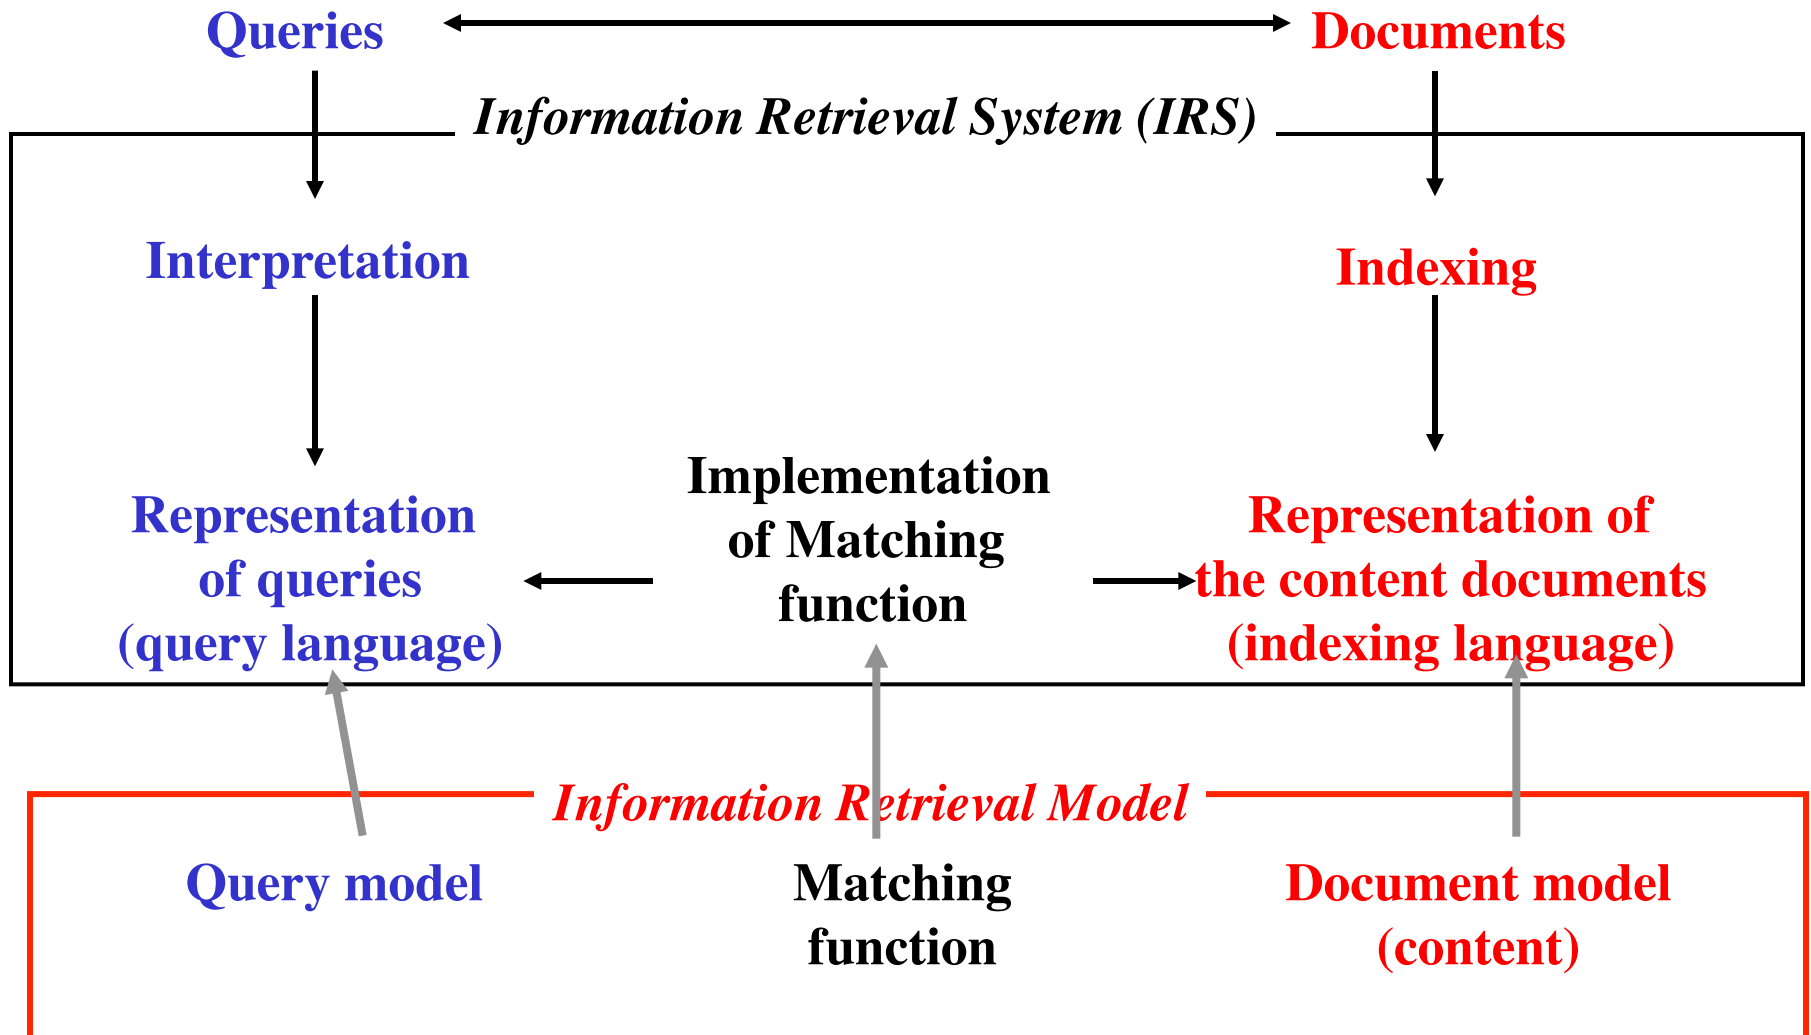 Queries
Documents
Information Retrieval System (IRS)
Interpretation
Indexing
Representation
of queries
(query language)
Implementation
of Matching
function
Representation of
the content documents
(indexing language)
Information Retrieval Model
Query model
Matching
function
Document model
(content)